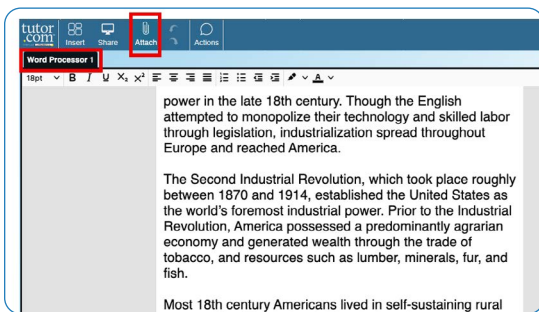 tutor
.com
Insert Share Attach Actions
Word Processor 1
18pt B I U X₂ X² A
power in the late 18th century. Though the English
attempted to monopolize their technology and skilled labor
through legislation, industrialization spread throughout
Europe and reached America.
The Second Industrial Revolution, which took place roughly
between 1870 and 1914, established the United States as
the world's foremost industrial power. Prior to the Industrial
Revolution, America possessed a predominantly agrarian
economy and generated wealth through the trade of
tobacco, and resources such as lumber, minerals, fur, and
fish.
Most 18th century Americans lived in self-sustaining rural